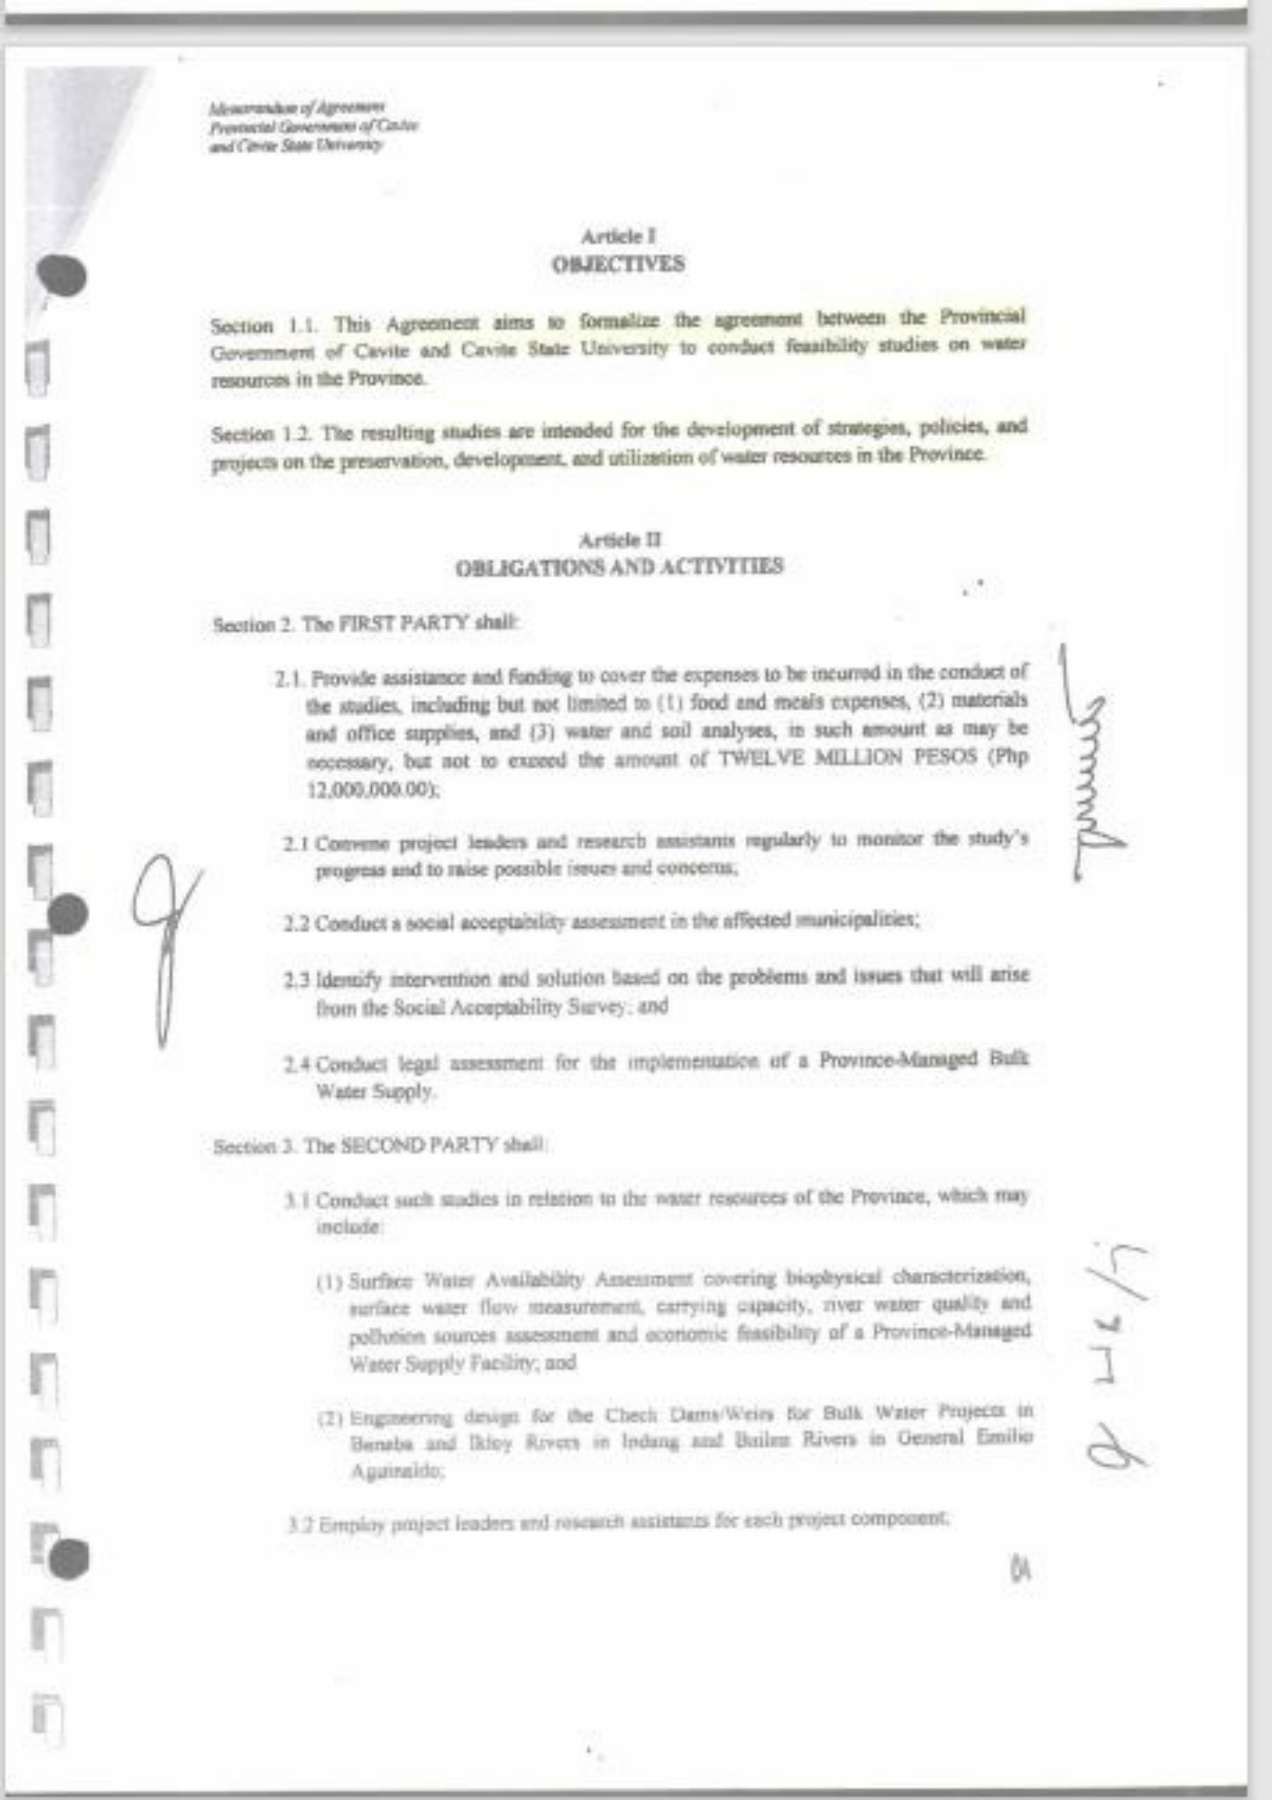 Memorandum of Agreement
Provincial Government of Cavite
and Cavite State University
Article I
OBJECTIVES
Section 1.1. This Agreement aims to formalize the agreement between the Provincial
Government of Cavite and Cavite State University to conduct feasibility studies on water
resources in the Province.
Section 1.2. The resulting studies are intended for the development of strategies, policies, and
projects on the preservation, development, and utilization of water resources in the Province.
Article II
OBLIGATIONS AND ACTIVITIES
Section 2. The FIRST PARTY shall:
2.1. Provide assistance and funding to cover the expenses to be incurred in the conduct of
the studies, including but not limited to (1) food and meals expenses, (2) materials
and office supplies, and (3) water and soil analyses, in such amount as may be
necessary, but not to exceed the amount of TWELVE MILLION PESOS (Php
12,000,000.00);
2.1 Convene project leaders and research assistants regularly to monitor the study's
progress and to raise possible issues and concerns;
2.2 Conduct a social acceptability assessment in the affected municipalities;
2.3 Identify intervention and solution based on the problems and issues that will arise
from the Social Acceptability Survey; and
2.4 Conduct legal assessment for the implementation of a Province-Managed Bulk
Water Supply.
Section 3. The SECOND PARTY shall:
3.1 Conduct such studies in relation to the water resources of the Province, which may
include:
(1) Surface Water Availability Assessment covering biophysical characterization,
surface water flow measurement, carrying capacity, river water quality and
pollution sources assessment and economic feasibility of a Province-Managed
Water Supply Facility; and
(2) Engineering design for the Chech Dams/Weirs for Bulk Water Projects in
Banaba and Ikloy Rivers in Indang and Bailen Rivers in General Emilio
Aguinaldo;
3.2 Employ project leaders and research assistants for each project component.